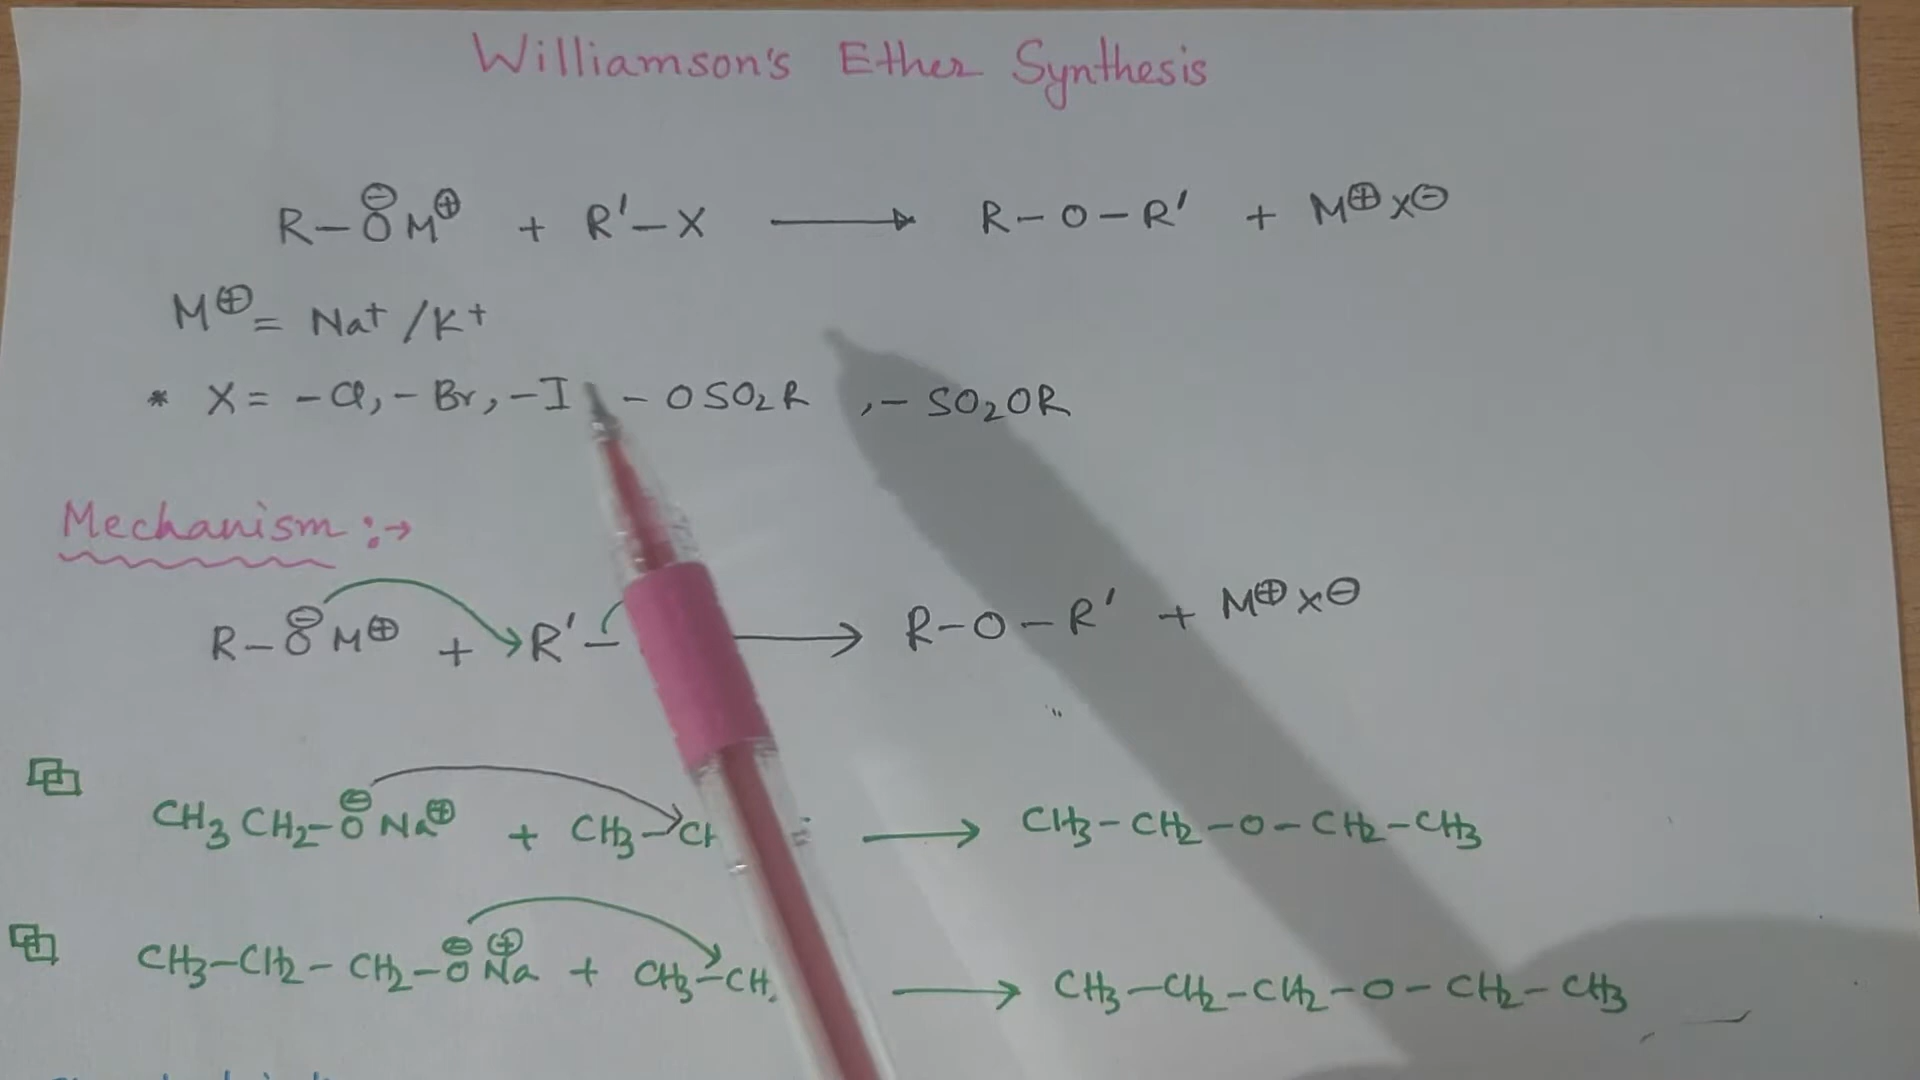 Williamson's Ether Synthesis
R-O⊖ M⊕ + R'-X ⟶ R-O-R' + M⊕X⊖
M⊕ = Na+/K+
* X = -Cl, -Br, -I -OSO2R , -SO2OR
Mechanism :→
R-O⊖ M⊕ + R'- ⟶ R-O-R' + M⊕X⊖
CH3CH2-O⊖ Na⊕ + CH3- ⟶ CH3-CH2-O-CH2-CH3
CH3-CH2-CH2-O⊖ Na⊕ + CH3-CH ⟶ CH3-CH2-CH2-O-CH2-CH3